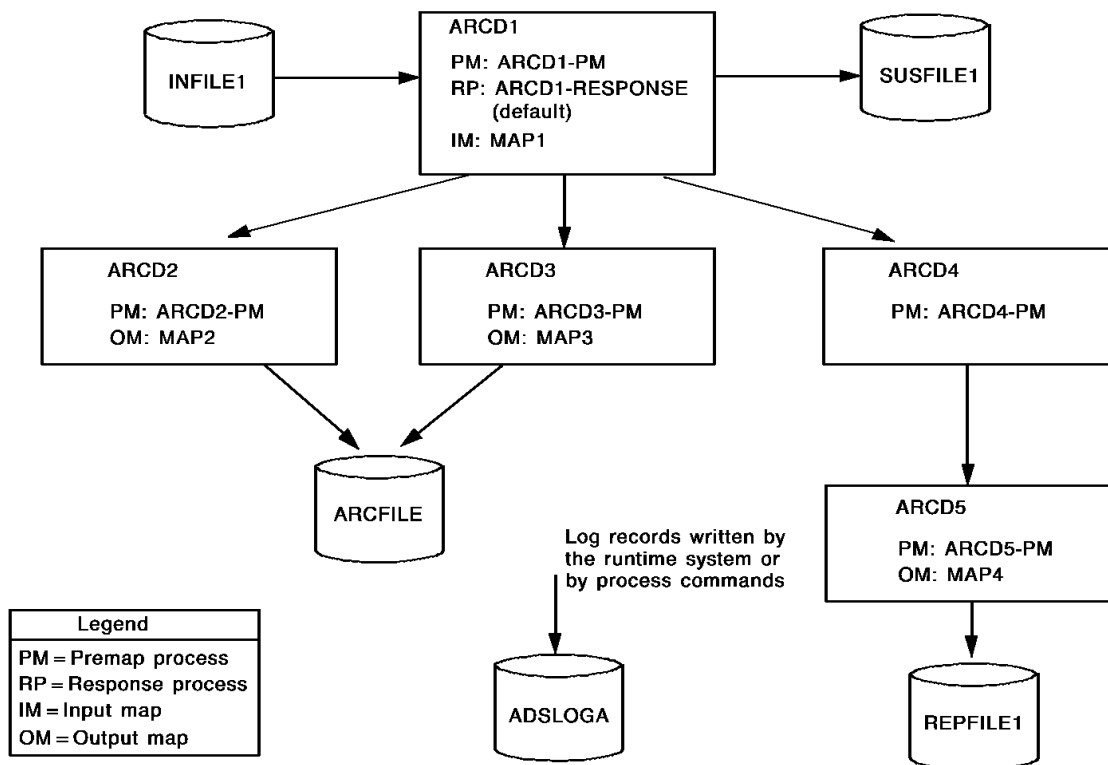 ARCD1
PM: ARCD1-PM
RP: ARCD1-RESPONSE
(default)
IM: MAP1
INFILE1
SUSFILE1
ARCD2
PM: ARCD2-PM
OM: MAP2
ARCD3
PM: ARCD3-PM
OM: MAP3
ARCD4
PM: ARCD4-PM
ARCFILE
ARCD5
PM: ARCD5-PM
OM: MAP4
Log records written by
the runtime system or
by process commands
Legend
PM = Premap process
RP = Response process
IM = Input map
OM = Output map
ADSLOGA
REPFILE1